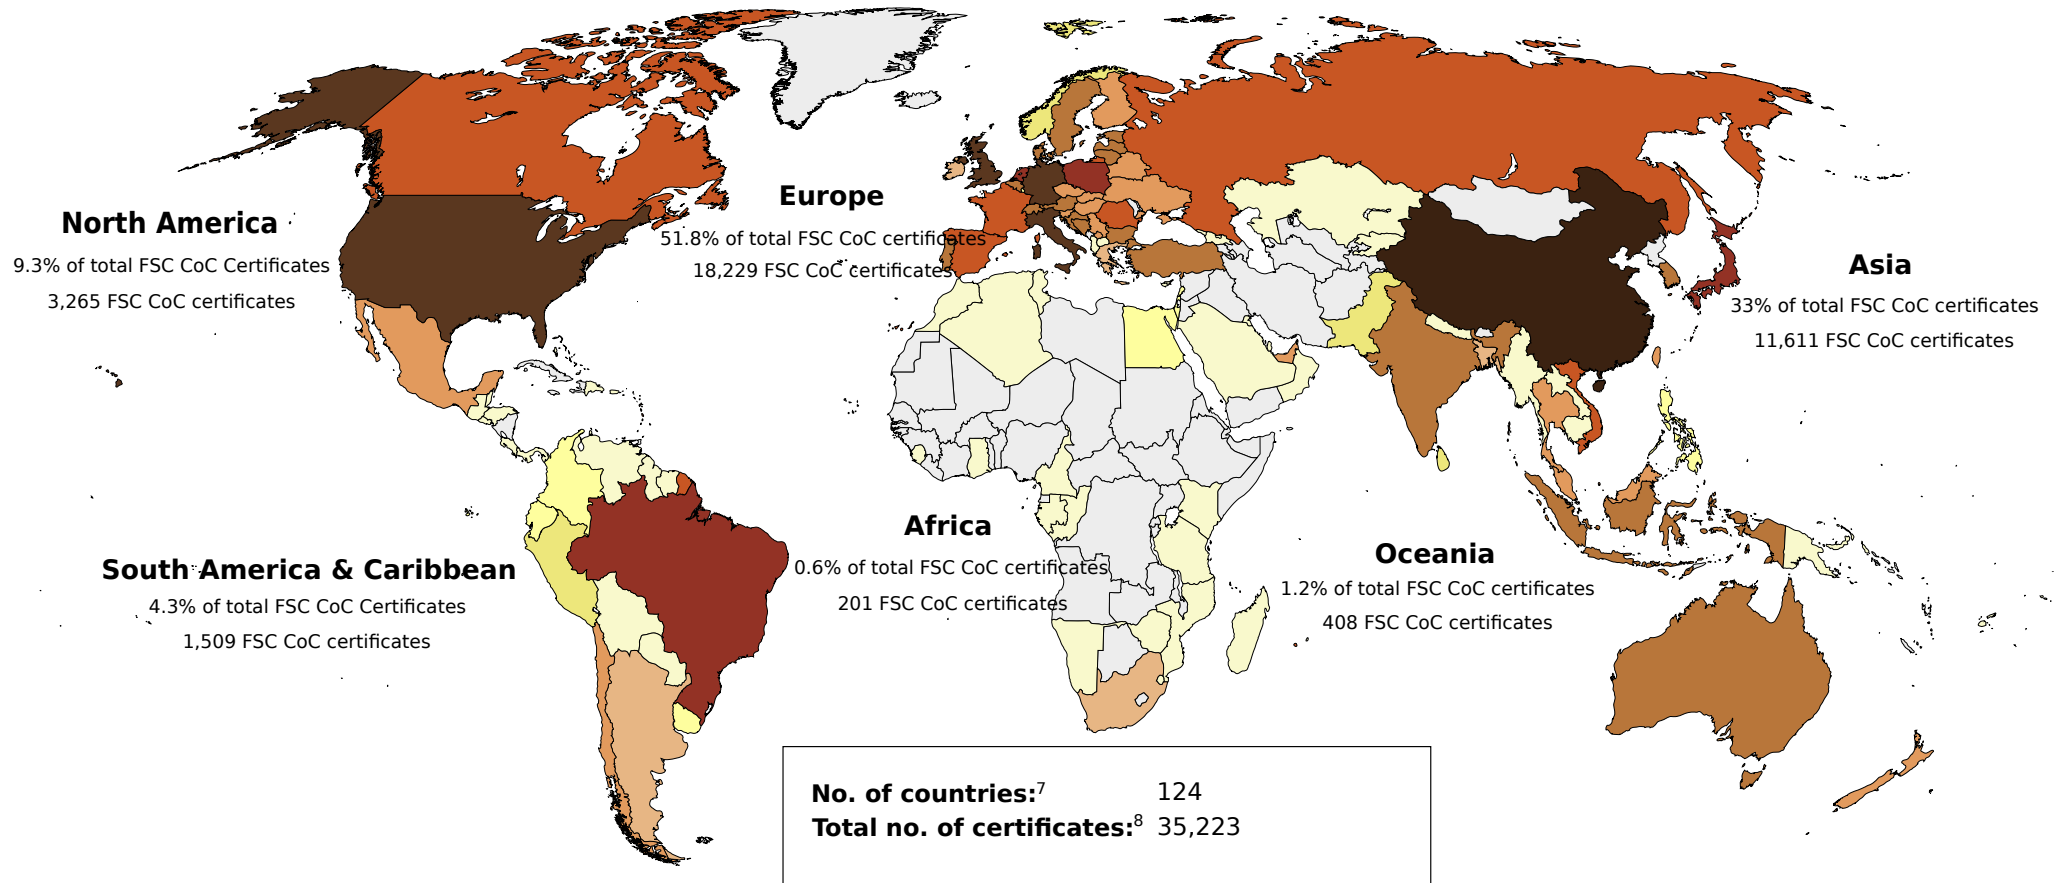 North America
9.3% of total FSC CoC Certificates
3,265 FSC CoC certificates
Europe
51.8% of total FSC CoC certificates
18,229 FSC CoC certificates
Asia
33% of total FSC CoC certificates
11,611 FSC CoC certificates
South America & Caribbean
4.3% of total FSC CoC Certificates
1,509 FSC CoC certificates
Africa
0.6% of total FSC CoC certificates
201 FSC CoC certificates
Oceania
1.2% of total FSC CoC certificates
408 FSC CoC certificates
No. of countries:⁷ 124
Total no. of certificates:⁸ 35,223